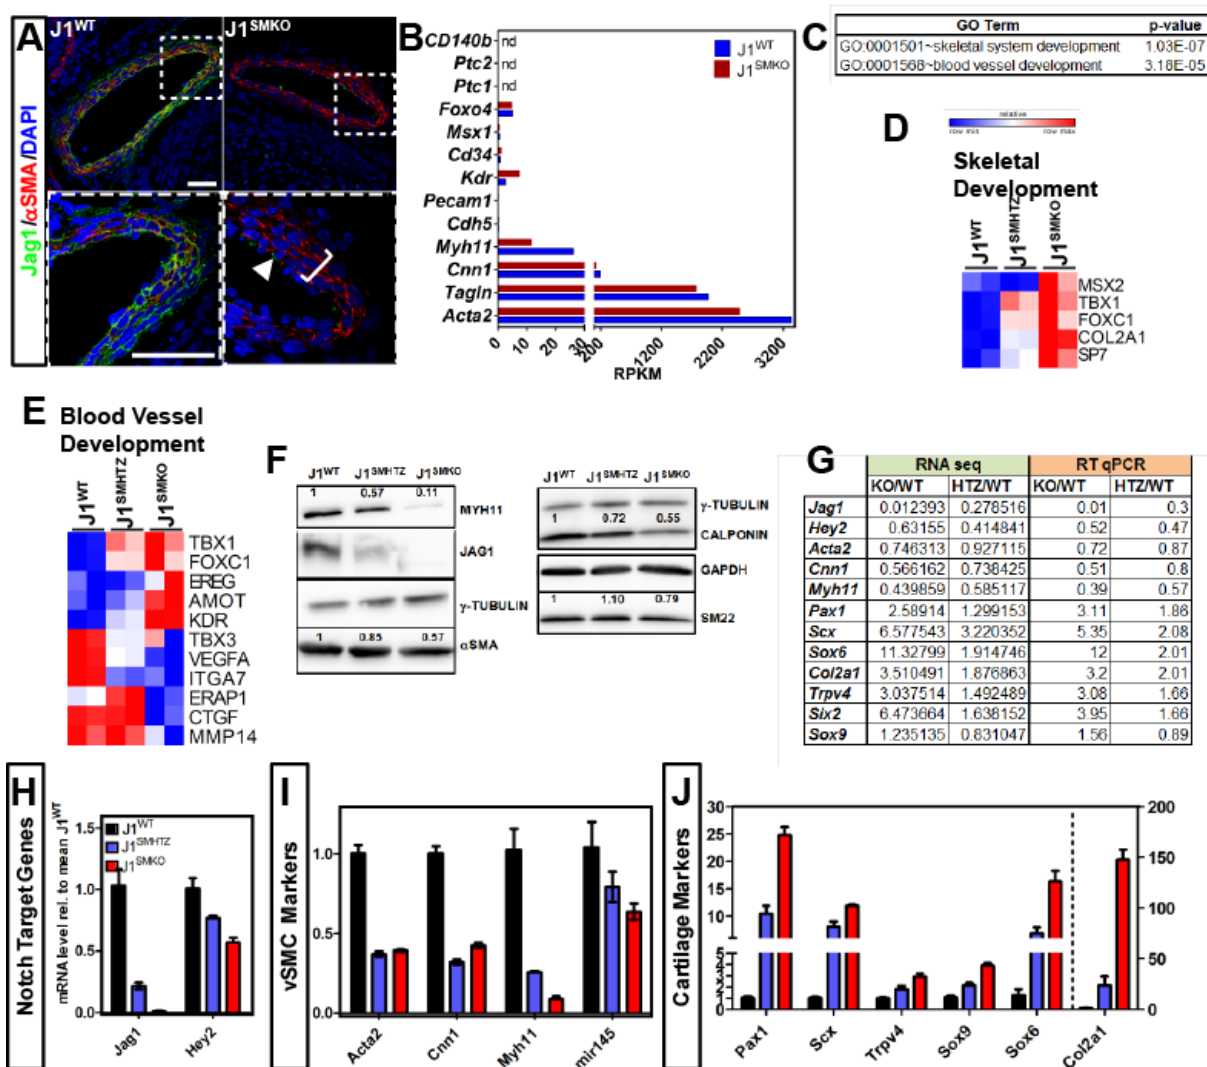 A
J1WT
J1SMKO
Jag1/αSMA/DAPI
B
CD140b
nd
Ptc2
nd
Ptc1
nd
Foxo4
Msx1
Cd34
Kdr
Pecam1
Cdh5
Myh11
Cnn1
Tagln
Acta2
J1WT
J1SMKO
0
10
20
30
200
1200
2200
3200
RPKM
C
GO Term p-value
GO:0001501~skeletal system development 1.03E-07
GO:0001568~blood vessel development 3.18E-05
D
relative
row min row max
Skeletal
Development
J1WT
J1SMHTZ
J1SMKO
MSX2
TBX1
FOXC1
COL2A1
SP7
E
Blood Vessel
Development
J1WT
J1SMHTZ
J1SMKO
TBX1
FOXC1
EREG
AMOT
KDR
TBX3
VEGFA
ITGA7
ERAP1
CTGF
MMP14
F
J1WT J1SMHTZ J1SMKO
1 0.57 0.11
MYH11
JAG1
γ-TUBULIN
1 0.85 0.57
αSMA
J1WT J1SMHTZ J1SMKO
γ-TUBULIN
1 0.72 0.55
CALPONIN
GAPDH
1 1.10 0.79
SM22
G
RNA seq RT qPCR
KO/WT HTZ/WT KO/WT HTZ/WT
Jag1 0.012393 0.278516 0.01 0.3
Hey2 0.63155 0.414841 0.52 0.47
Acta2 0.746313 0.927115 0.72 0.87
Cnn1 0.566162 0.738425 0.51 0.8
Myh11 0.439859 0.585117 0.39 0.57
Pax1 2.58914 1.299153 3.11 1.86
Scx 6.577543 3.220352 5.35 2.08
Sox6 11.32799 1.914746 12 2.01
Col2a1 3.510491 1.876863 3.2 2.01
Trpv4 3.037514 1.492489 3.08 1.66
Six2 6.473664 1.638152 3.95 1.66
Sox9 1.235135 0.831047 1.56 0.89
H
Notch Target Genes
mRNA level rel. to mean J1WT
1.5
1.0
0.5
0.0
J1WT
J1SMHTZ
J1SMKO
Jag1
Hey2
I
vSMC Markers
1.0
0.5
0.0
Acta2
Cnn1
Myh11
mir145
J
Cartilage Markers
30
25
20
15
10
5
5
4
3
2
1
0
200
150
100
50
0
Pax1
Scx
Trpv4
Sox9
Sox6
Col2a1